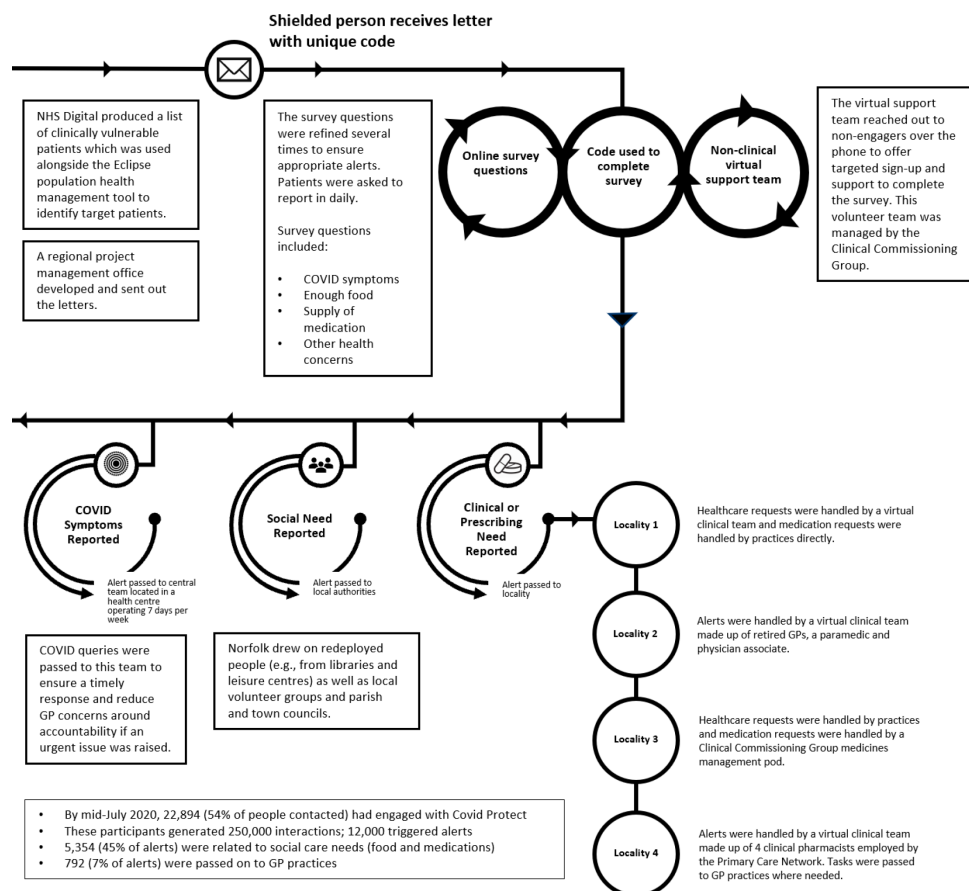 Shielded person receives letter
with unique code
NHS Digital produced a list
of clinically vulnerable
patients which was used
alongside the Eclipse
population health
management tool to
identify target patients.
A regional project
management office
developed and sent out
the letters.
The survey questions
were refined several
times to ensure
appropriate alerts.
Patients were asked to
report in daily.
Survey questions
included:
• COVID symptoms
• Enough food
• Supply of
medication
• Other health
concerns
Online survey
questions
Code used to
complete
survey
Non-clinical
virtual
support team
The virtual support
team reached out to
non-engagers over the
phone to offer
targeted sign-up and
support to complete
the survey. This
volunteer team was
managed by the
Clinical Commissioning
Group.
COVID
Symptoms
Reported
Alert passed to central
team located in a
health centre
operating 7 days per
week
Social Need
Reported
Alert passed to
local authorities
Clinical or
Prescribing
Need
Reported
Alert passed to
locality
COVID queries were
passed to this team to
ensure a timely
response and reduce
GP concerns around
accountability if an
urgent issue was raised.
Norfolk drew on redeployed
people (e.g., from libraries and
leisure centres) as well as local
volunteer groups and parish
and town councils.
Locality 1
Healthcare requests were handled by a virtual
clinical team and medication requests were
handled by practices directly.
Locality 2
Alerts were handled by a virtual clinical team
made up of retired GPs, a paramedic and
physician associate.
Locality 3
Healthcare requests were handled by practices
and medication requests were handled by a
Clinical Commissioning Group medicines
management pod.
Locality 4
Alerts were handled by a virtual clinical team
made up of 4 clinical pharmacists employed by
the Primary Care Network. Tasks were passed
to GP practices where needed.
• By mid-July 2020, 22,894 (54% of people contacted) had engaged with Covid Protect
• These participants generated 250,000 interactions; 12,000 triggered alerts
• 5,354 (45% of alerts) were related to social care needs (food and medications)
• 792 (7% of alerts) were passed on to GP practices